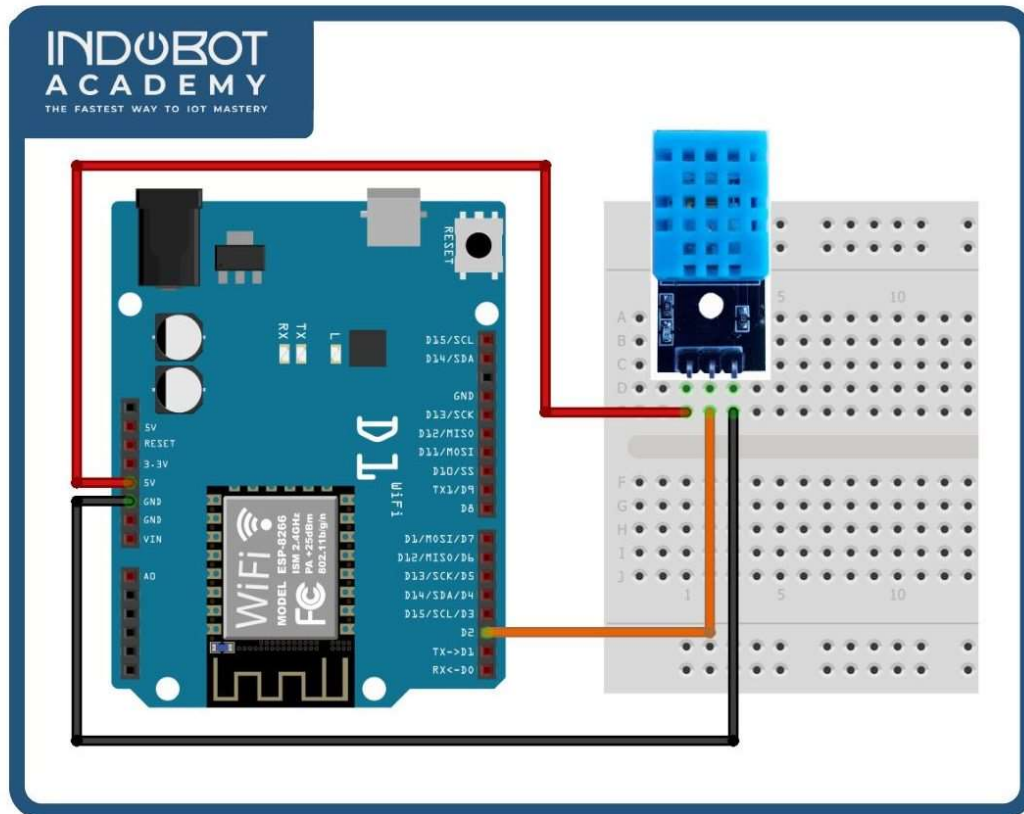 INDOBOT
ACADEMY
THE FASTEST WAY TO IOT MASTERY
RESET
RX
TX
L
D15/SCL
D14/SDA
GND
D13/SCK
D12/MISO
D11/MOSI
D10/SS
TX1/D9
D8
D1/MOSI/D7
D12/MISO/D6
D13/SCK/D5
D14/SDA/D4
D15/SCL/D3
D2
TX->D1
RX<-D0
5V
RESET
3.3V
5V
GND
GND
VIN
A0
D1
WiFi
WiFi
MODEL ESP-8266
ISM 2.4GHz
PA +25dBm
802.11b/g/n
FC
5 10
A
B
C
D
F
G
H
I
J
1 5 10